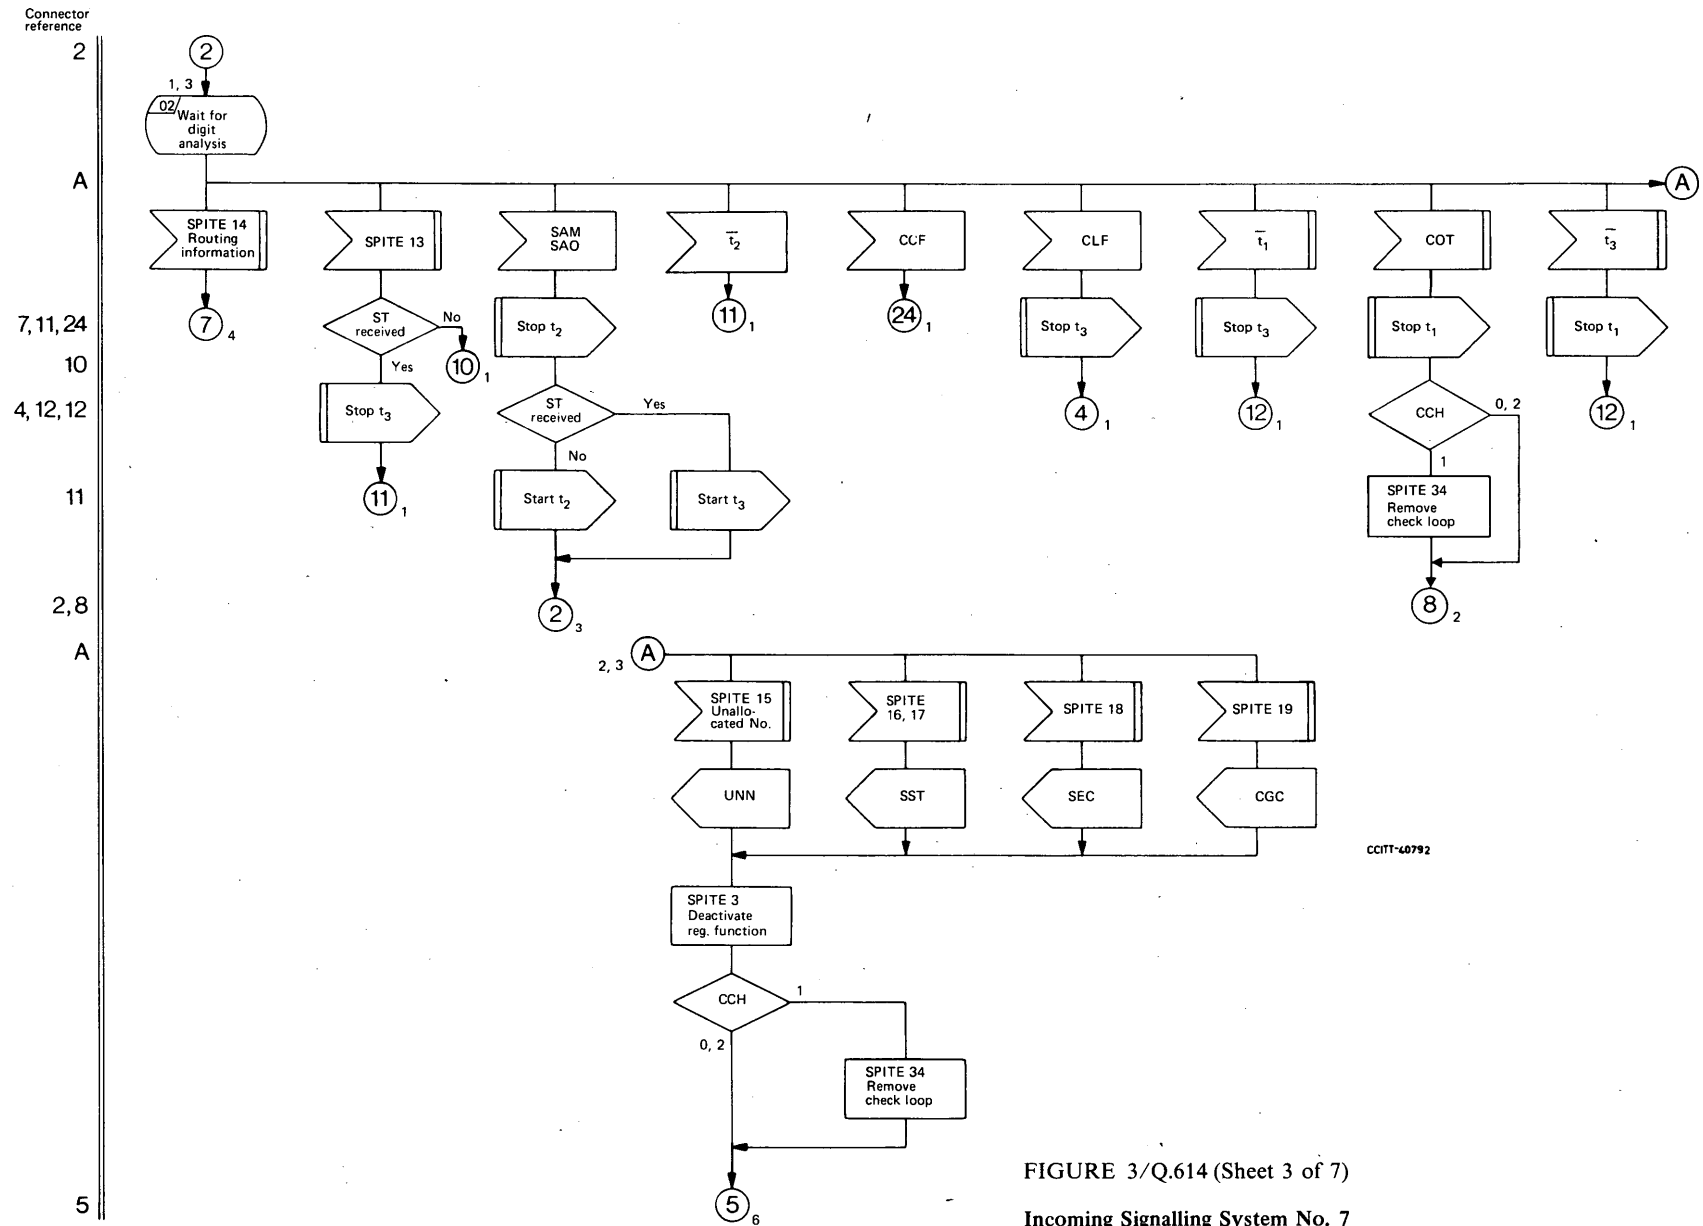 Connector
reference
2
2
1, 3
02
Wait for
digit
analysis
A
A
SPITE 14
Routing
information
SPITE 13
SAM
SAO
t2
CCF
CLF
t1
COT
t3
7, 11, 24
7
4
ST
received
No
Stop t2
11
1
24
1
Stop t3
Stop t3
Stop t1
Stop t1
10
10
1
Yes
4, 12, 12
Stop t3
ST
received
Yes
No
4
1
12
1
CCH
0, 2
1
12
1
11
11
1
Start t2
Start t3
SPITE 34
Remove
check loop
2, 8
2
3
8
2
A
2, 3
A
SPITE 15
Unallo-
cated No.
SPITE
16, 17
SPITE 18
SPITE 19
UNN
SST
SEC
CGC
CCITT-40792
SPITE 3
Deactivate
reg. function
CCH
1
0, 2
SPITE 34
Remove
check loop
5
5
6
FIGURE 3/Q.614 (Sheet 3 of 7)
Incoming Signalling System No. 7